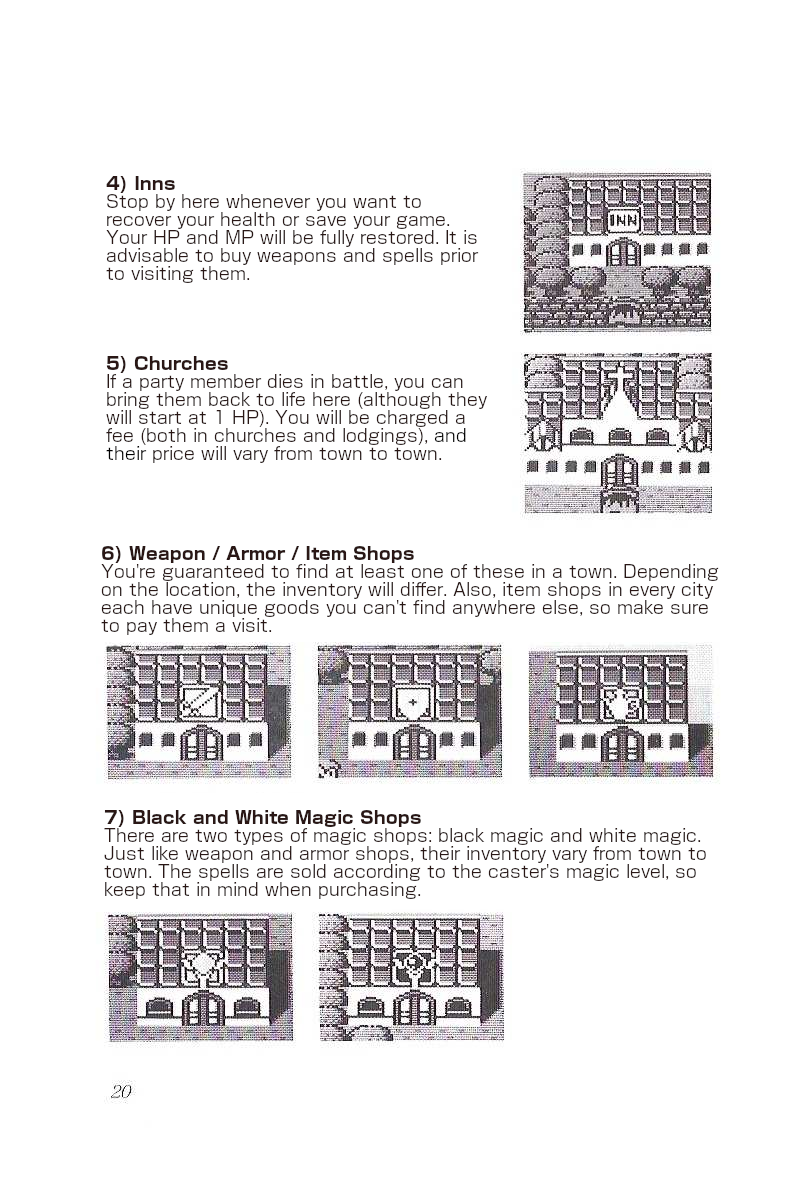 4) Inns
Stop by here whenever you want to
recover your health or save your game.
Your HP and MP will be fully restored. It is
advisable to buy weapons and spells prior
to visiting them.
INN
5) Churches
If a party member dies in battle, you can
bring them back to life here (although they
will start at 1 HP). You will be charged a
fee (both in churches and lodgings), and
their price will vary from town to town.
6) Weapon / Armor / Item Shops
You're guaranteed to find at least one of these in a town. Depending
on the location, the inventory will differ. Also, item shops in every city
each have unique goods you can't find anywhere else, so make sure
to pay them a visit.
7) Black and White Magic Shops
There are two types of magic shops: black magic and white magic.
Just like weapon and armor shops, their inventory vary from town to
town. The spells are sold according to the caster's magic level, so
keep that in mind when purchasing.
20